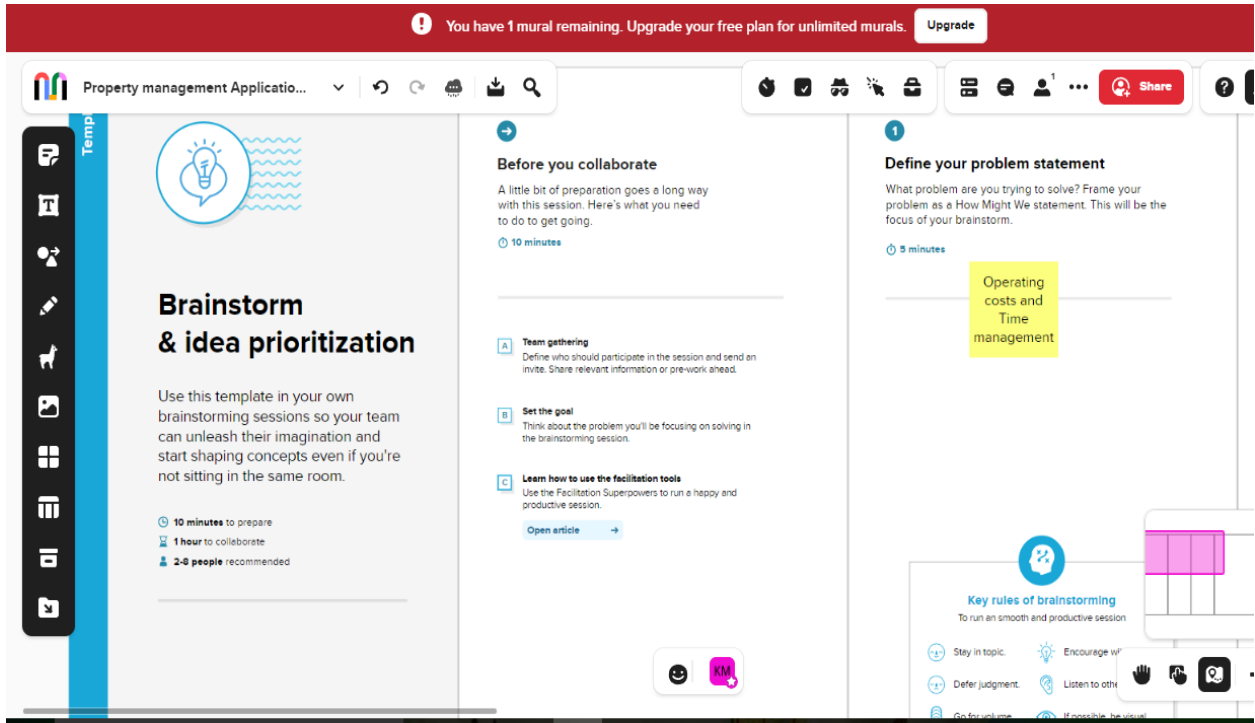 You have 1 mural remaining. Upgrade your free plan for unlimited murals.
Upgrade
Property management Applicatio...
1
Share
?
Templ
T
Brainstorm
& idea prioritization
Use this template in your own
brainstorming sessions so your team
can unleash their imagination and
start shaping concepts even if you're
not sitting in the same room.
10 minutes to prepare
1 hour to collaborate
2-8 people recommended
Before you collaborate
A little bit of preparation goes a long way
with this session. Here's what you need
to do to get going.
10 minutes
A
Team gathering
Define who should participate in the session and send an
invite. Share relevant information or pre-work ahead.
B
Set the goal
Think about the problem you'll be focusing on solving in
the brainstorming session.
C
Learn how to use the facilitation tools
Use the Facilitation Superpowers to run a happy and
productive session.
Open article
1
Define your problem statement
What problem are you trying to solve? Frame your
problem as a How Might We statement. This will be the
focus of your brainstorm.
5 minutes
Operating
costs and
Time
management
Key rules of brainstorming
To run an smooth and productive session
Stay in topic.
Encourage wi
Defer judgment.
Listen to othe
Go for volume.
If possible, be visual.
KM